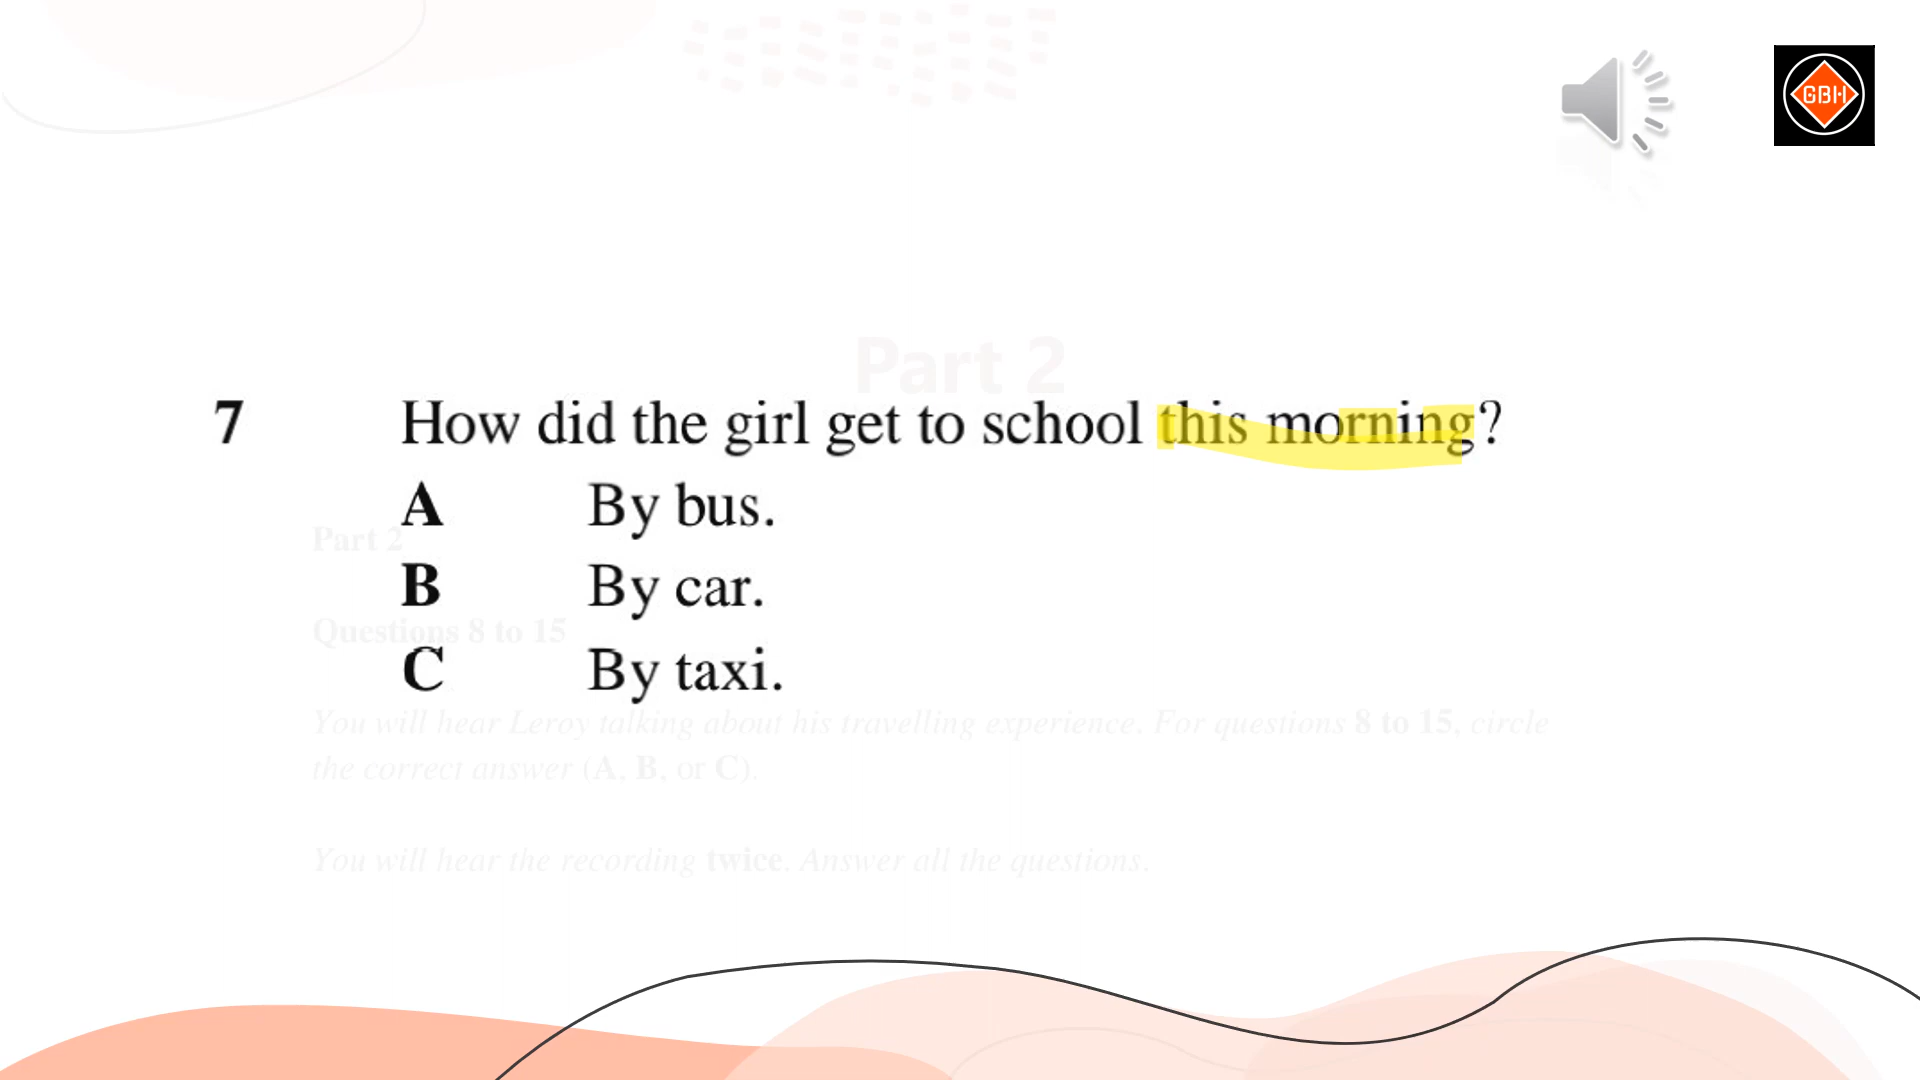 GBH
Part 2
7 How did the girl get to school this morning?
A By bus.
Part 2
B By car.
Questions 8 to 15
C By taxi.
You will hear Leroy talking about his travelling experience. For questions 8 to 15, circle
the correct answer (A, B, or C).
You will hear the recording twice. Answer all the questions.